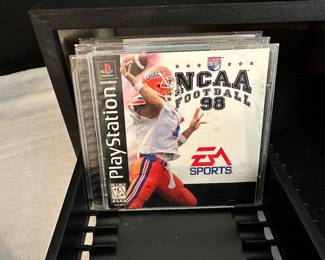 PlayStation
NCAA
FOOTBALL
98
EA
SPORTS